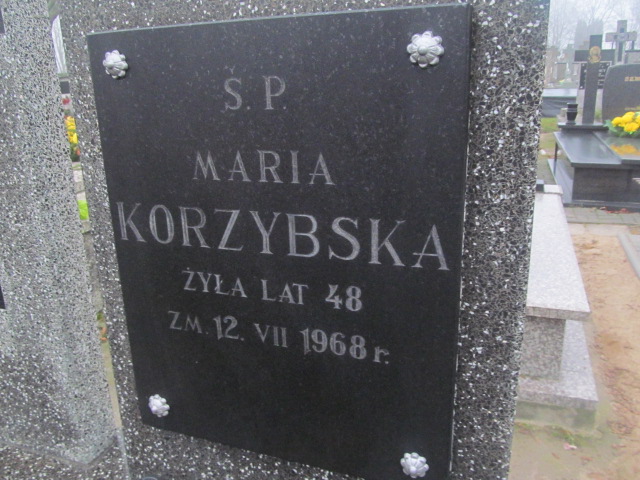 Ś.P.
MARIA
KORZYBSKA
ŻYŁA LAT 48
ZM. 12. VII 1968 r.